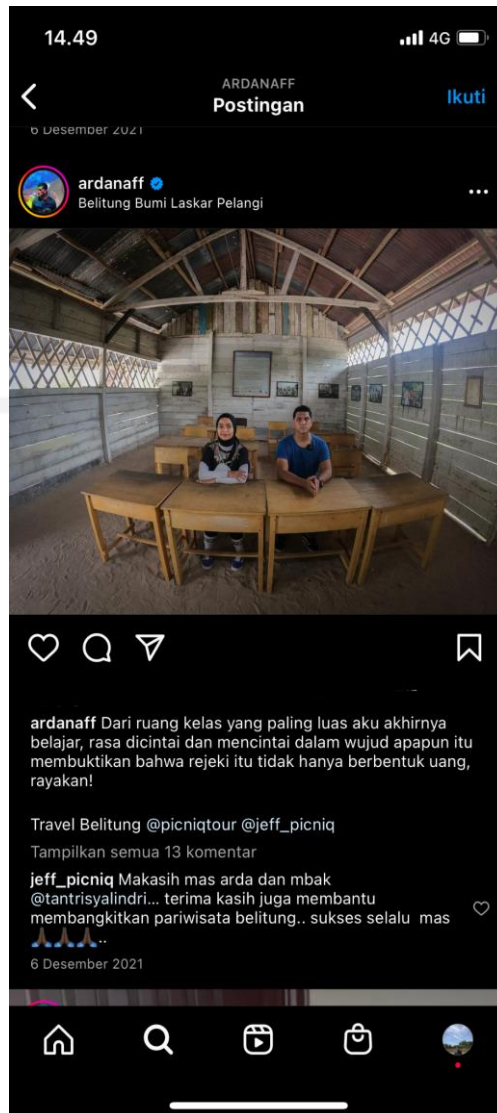 14.49
4G
ARDANAFF
Postingan
Ikuti
6 Desember 2021
ardanaff
Belitung Bumi Laskar Pelangi
ardanaff Dari ruang kelas yang paling luas aku akhirnya
belajar, rasa dicintai dan mencintai dalam wujud apapun itu
membuktikan bahwa rejeki itu tidak hanya berbentuk uang,
rayakan!
Travel Belitung @picniqtour @jeff_picniq
Tampilkan semua 13 komentar
jeff_picniq Makasih mas arda dan mbak
@tantrisyalindri... terima kasih juga membantu
membangkitkan pariwisata belitung.. sukses selalu mas
🙏🏿🙏🏿🙏🏿..
6 Desember 2021